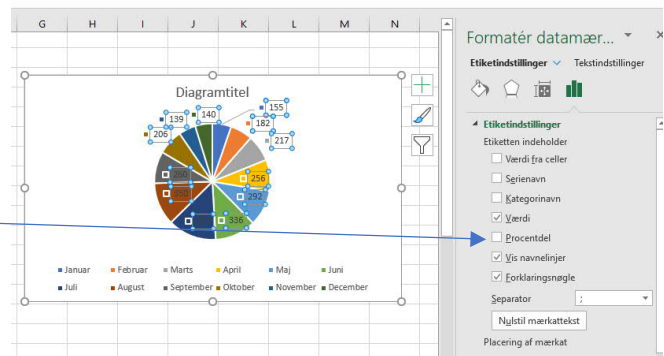 G H I J K L M N
Formatér datamær...
Etiketindstillinger Tekstindstillinger
Diagramtitel
155
140
139
182
206
217
256
292
336
Etiketindstillinger
Etiketten indeholder
Værdi fra celler
Serienavn
Kategorinavn
Værdi
Procentdel
Vis navnelinjer
Forklaringsnøgle
Separator ;
Nulstil mærkattekst
Placering af mærkat
Januar Februar Marts April Maj Juni
Juli August September Oktober November December